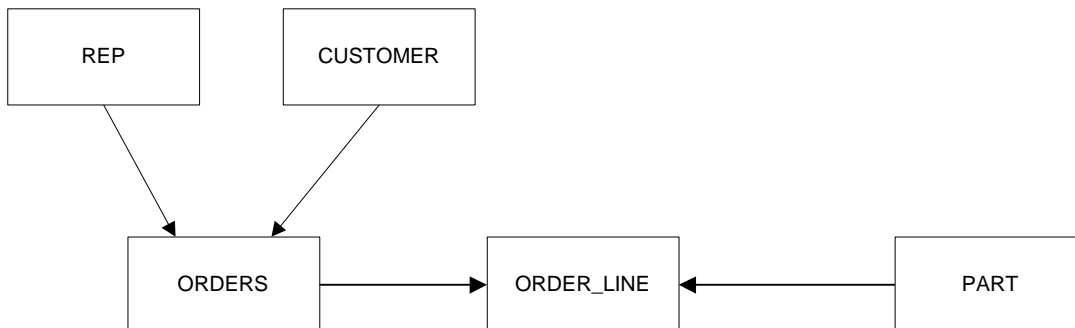 REP
CUSTOMER
ORDERS
ORDER_LINE
PART